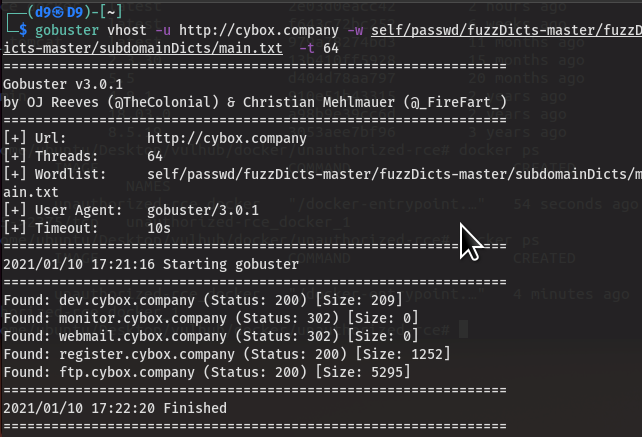 (d9㉿D9)-[~]
$ gobuster vhost -u http://cybox.company -w self/passwd/fuzzDicts-master/fuzzD
icts-master/subdomainDicts/main.txt -t 64
===============================================================
Gobuster v3.0.1
by OJ Reeves (@TheColonial) & Christian Mehlmauer (@_FireFart_)
===============================================================
[+] Url: http://cybox.company
[+] Threads: 64
[+] Wordlist: self/passwd/fuzzDicts-master/fuzzDicts-master/subdomainDicts/m
ain.txt
[+] User Agent: gobuster/3.0.1
[+] Timeout: 10s
===============================================================
2021/01/10 17:21:16 Starting gobuster
===============================================================
Found: dev.cybox.company (Status: 200) [Size: 209]
Found: monitor.cybox.company (Status: 302) [Size: 0]
Found: webmail.cybox.company (Status: 302) [Size: 0]
Found: register.cybox.company (Status: 200) [Size: 1252]
Found: ftp.cybox.company (Status: 200) [Size: 5295]
===============================================================
2021/01/10 17:22:20 Finished
===============================================================